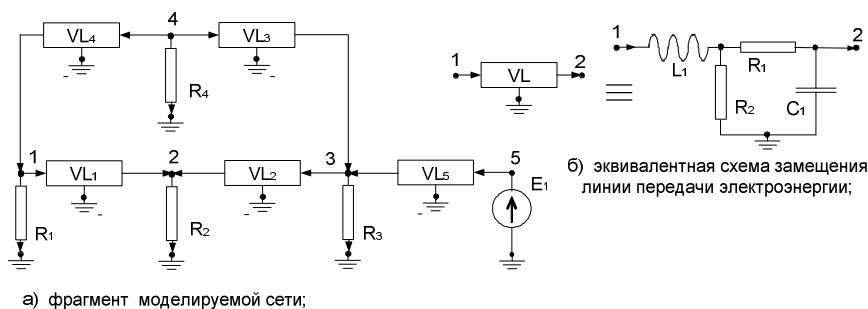 4
VL4
VL3
R4
1
VL
2
1
L1
R1
2
R2
C1
1
VL1
2
VL2
3
VL5
5
E1
R1
R2
R3
б) эквивалентная схема замещения
линии передачи электроэнергии;
а) фрагмент моделируемой сети;